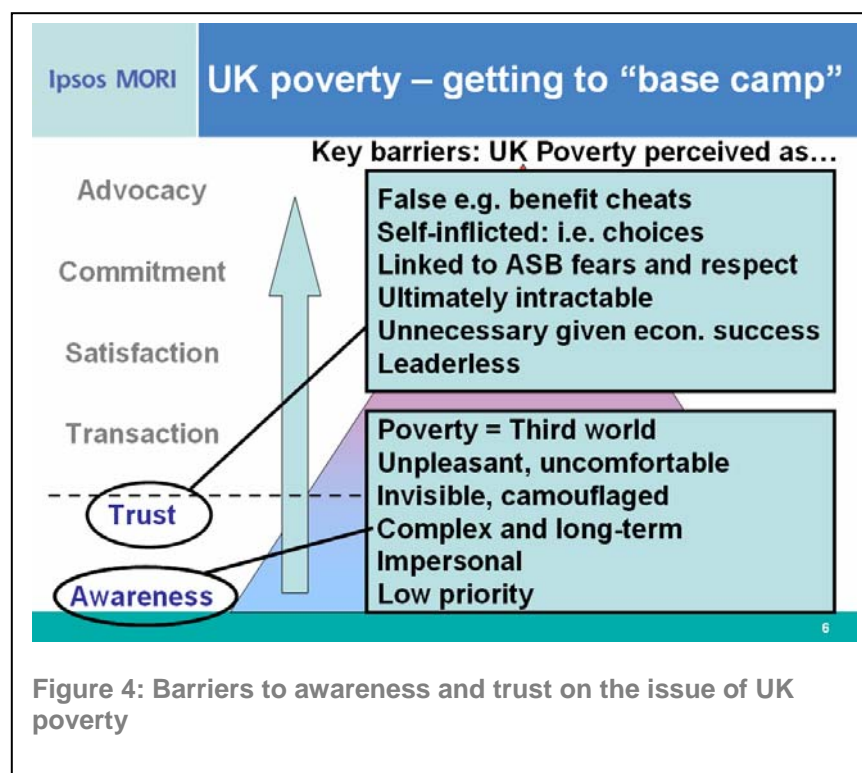 Ipsos MORI
UK poverty – getting to “base camp”
Key barriers: UK Poverty perceived as…
Advocacy
Commitment
Satisfaction
Transaction
Trust
Awareness
False e.g. benefit cheats
Self-inflicted: i.e. choices
Linked to ASB fears and respect
Ultimately intractable
Unnecessary given econ. success
Leaderless
Poverty = Third world
Unpleasant, uncomfortable
Invisible, camouflaged
Complex and long-term
Impersonal
Low priority
6
Figure 4: Barriers to awareness and trust on the issue of UK
poverty